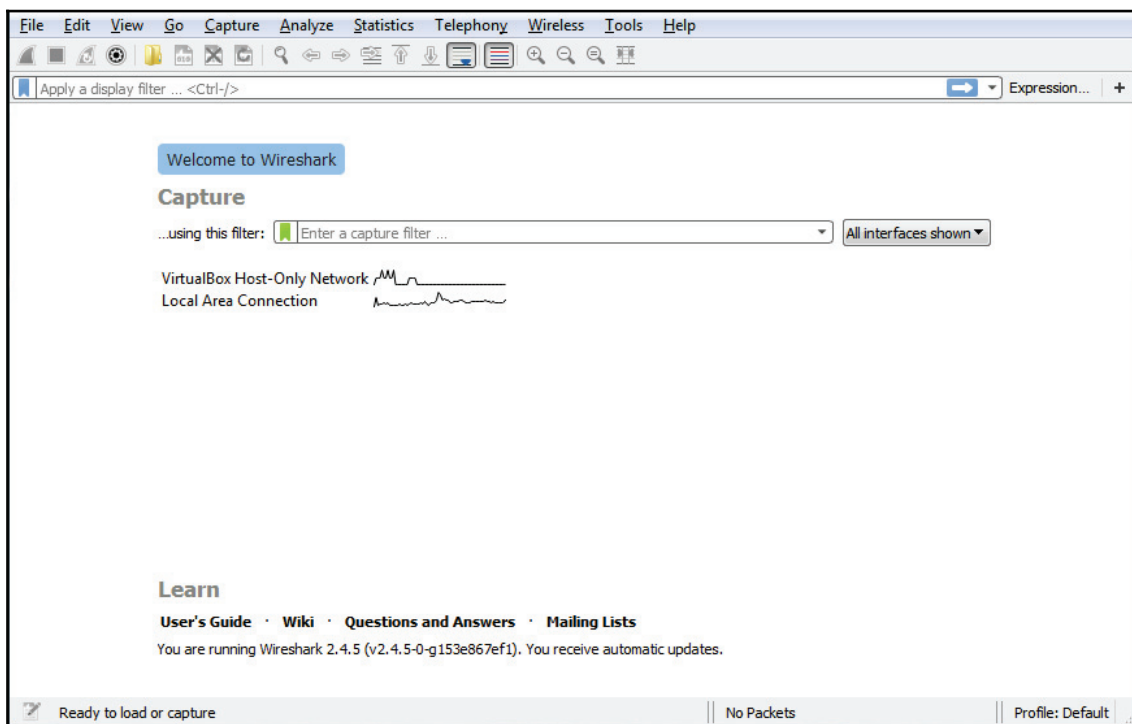 File Edit View Go Capture Analyze Statistics Telephony Wireless Tools Help
Apply a display filter ... <Ctrl-/> Expression... +
Welcome to Wireshark
Capture
...using this filter: Enter a capture filter ... All interfaces shown
VirtualBox Host-Only Network
Local Area Connection
Learn
User's Guide · Wiki · Questions and Answers · Mailing Lists
You are running Wireshark 2.4.5 (v2.4.5-0-g153e867ef1). You receive automatic updates.
Ready to load or capture No Packets Profile: Default